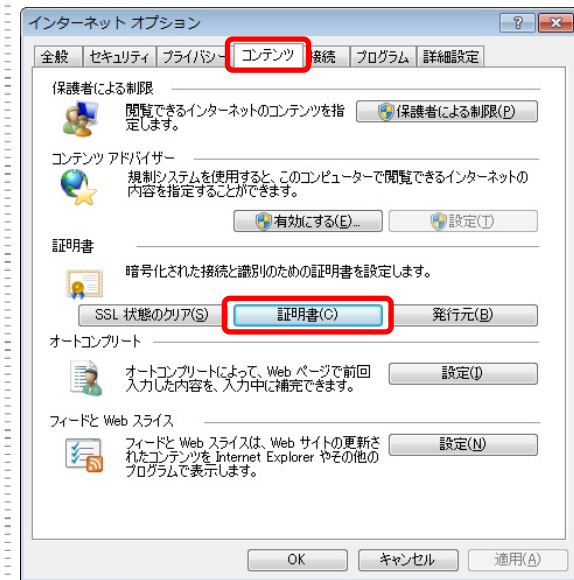 インターネット オプション
全般 セキュリティ プライバシー コンテンツ 接続 プログラム 詳細設定
保護者による制限
閲覧できるインターネットのコンテンツを指
定します。
保護者による制限(P)
コンテンツ アドバイザー
規制システムを使用すると、このコンピューターで閲覧できるインターネットの
内容を指定することができます。
有効にする(E)... 設定(T)
証明書
暗号化された接続と識別のための証明書を設定します。
SSL 状態のクリア(S) 証明書(C) 発行元(B)
オートコンプリート
オートコンプリートによって、Web ページで前回
入力した内容を、入力中に補完できます。
設定(I)
フィードと Web スライス
フィードと Web スライスは、Web サイトの更新さ
れたコンテンツを Internet Explorer やその他の
プログラムで表示します。
設定(N)
OK キャンセル 適用(A)